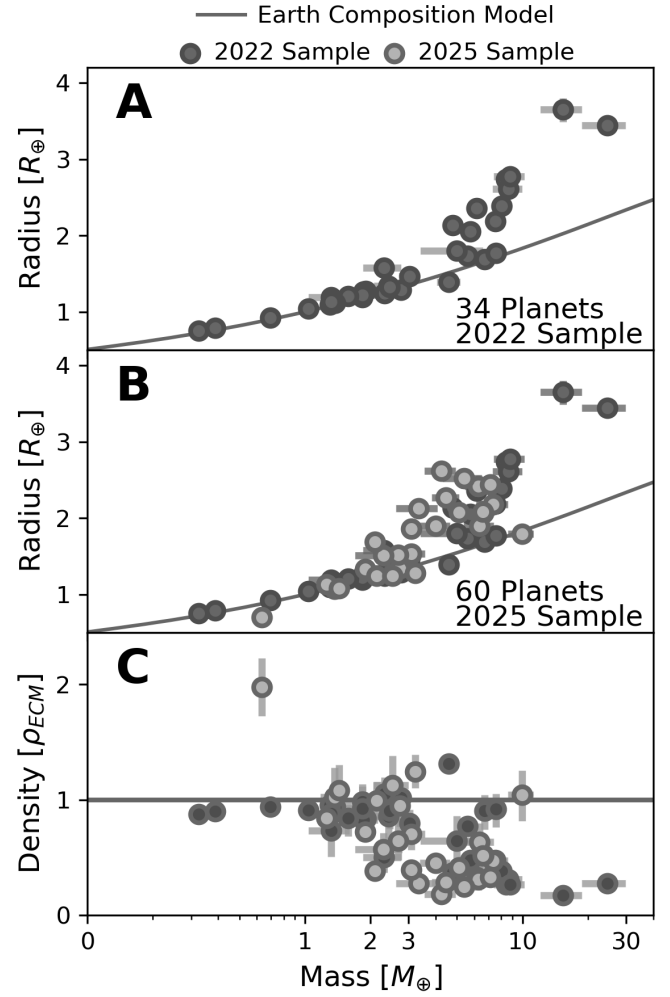 Earth Composition Model
2022 Sample 2025 Sample
A
4
3
2
1
Radius [R⊕]
34 Planets
2022 Sample
B
4
3
2
1
Radius [R⊕]
60 Planets
2025 Sample
C
2
1
0
Density [ρECM]
0 1 2 3 10 30
Mass [M⊕]